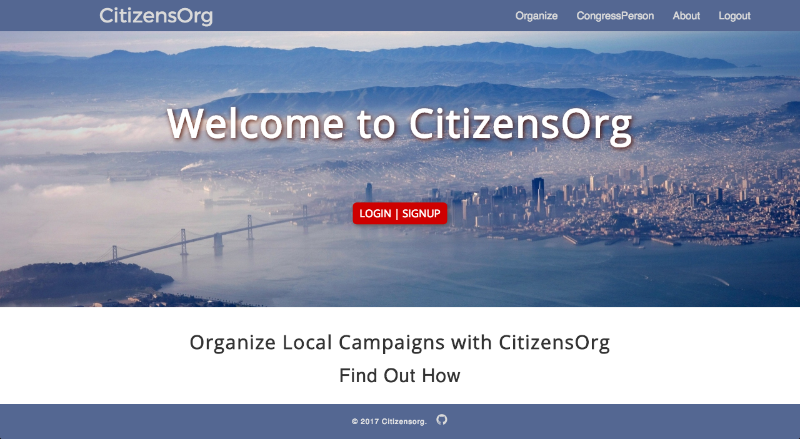 CitizensOrg
Organize CongressPerson About Logout
Welcome to CitizensOrg
LOGIN | SIGNUP
Organize Local Campaigns with CitizensOrg
Find Out How
© 2017 Citizensorg.